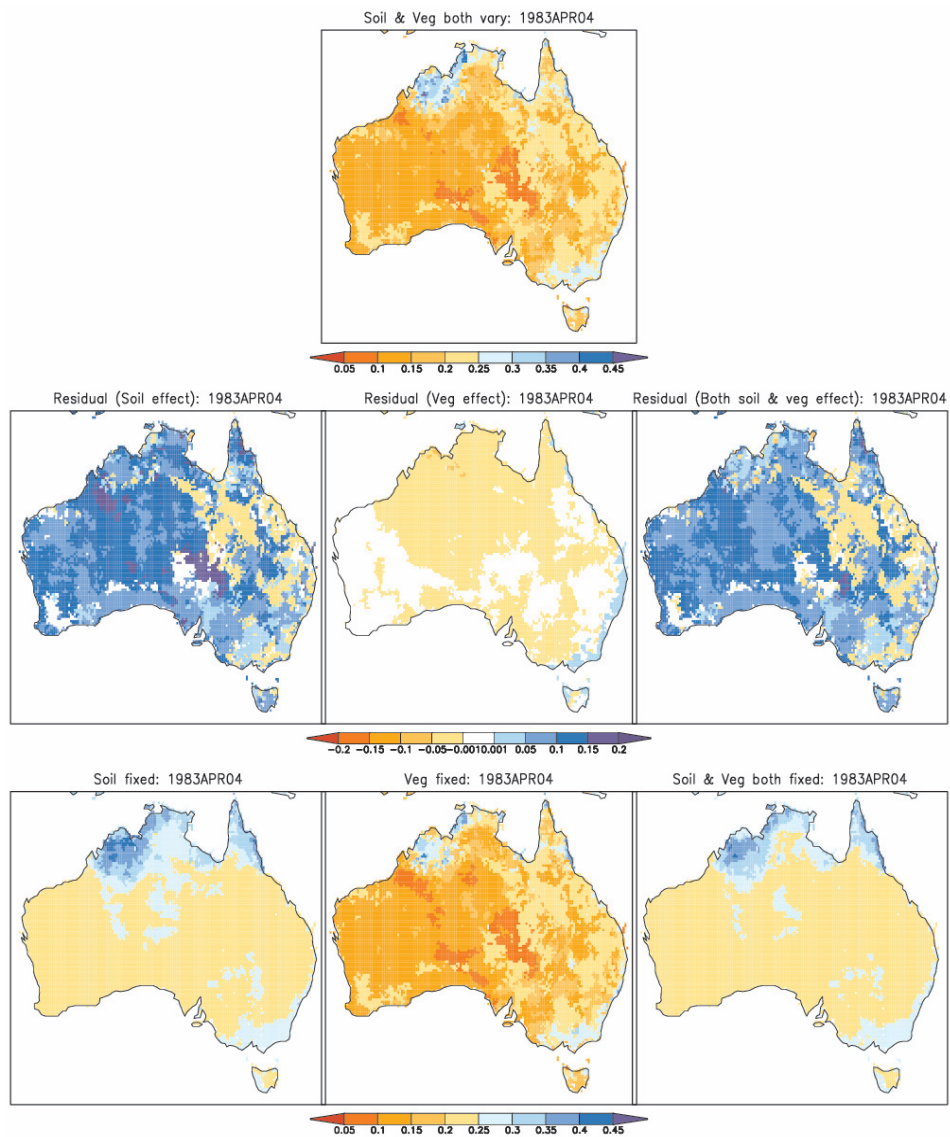 Soil & Veg both vary: 1983APR04
0.05 0.1 0.15 0.2 0.25 0.3 0.35 0.4 0.45
Residual (Soil effect): 1983APR04 Residual (Veg effect): 1983APR04 Residual (Both soil & veg effect): 1983APR04
-0.2 -0.15 -0.1 -0.05-0.0010.001 0.05 0.1 0.15 0.2
Soil fixed: 1983APR04 Veg fixed: 1983APR04 Soil & Veg both fixed: 1983APR04
0.05 0.1 0.15 0.2 0.25 0.3 0.35 0.4 0.45